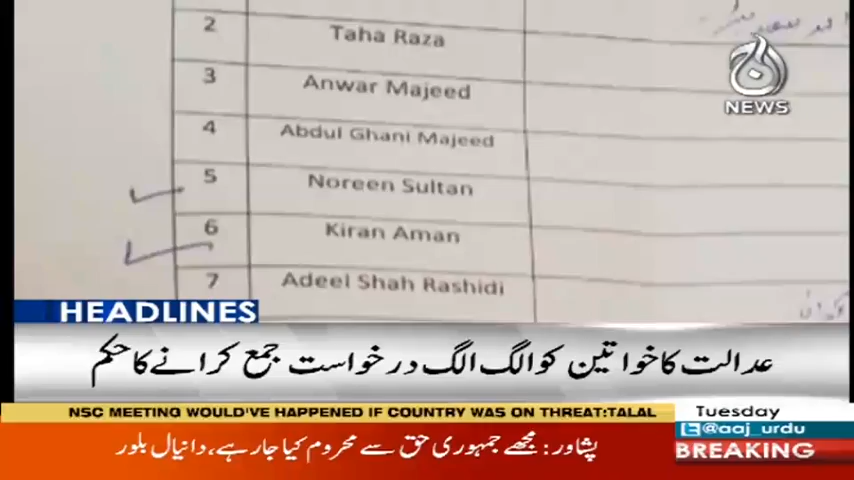 2 Taha Raza
3 Anwar Majeed
4 Abdul Ghani Majeed
5 Noreen Sultan
6 Kiran Aman
7 Adeel Shah Rashidi
آج
NEWS
HEADLINES
عدالت کا خواتین کو الگ الگ درخواست جمع کرانے کا حکم
NSC MEETING WOULD'VE HAPPENED IF COUNTRY WAS ON THREAT:TALAL
Tuesday
@aaj_urdu
پشاور: مجھے جمہوری حق سے محروم کیا جارہے، دانیال بلور
BREAKING